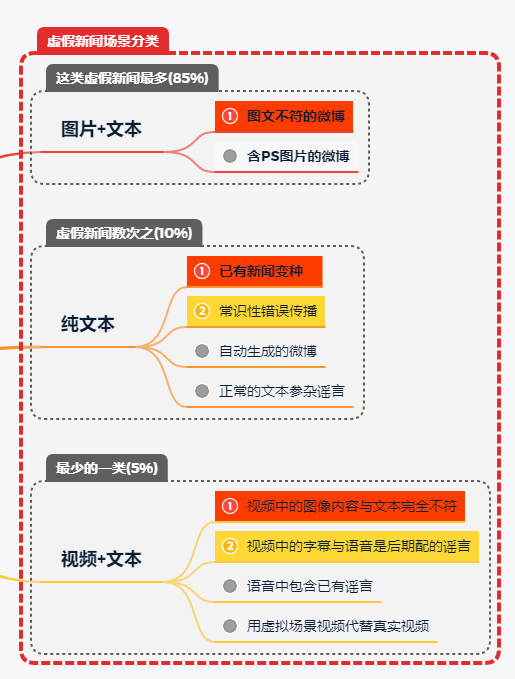 虚假新闻场景分类
这类虚假新闻最多(85%)
图片+文本
① 图文不符的微博
含PS图片的微博
虚假新闻数次之(10%)
纯文本
① 已有新闻变种
② 常识性错误传播
自动生成的微博
正常的文本参杂谣言
最少的一类(5%)
视频+文本
① 视频中的图像内容与文本完全不符
② 视频中的字幕与语音是后期配的谣言
语音中包含已有谣言
用虚拟场景视频代替真实视频